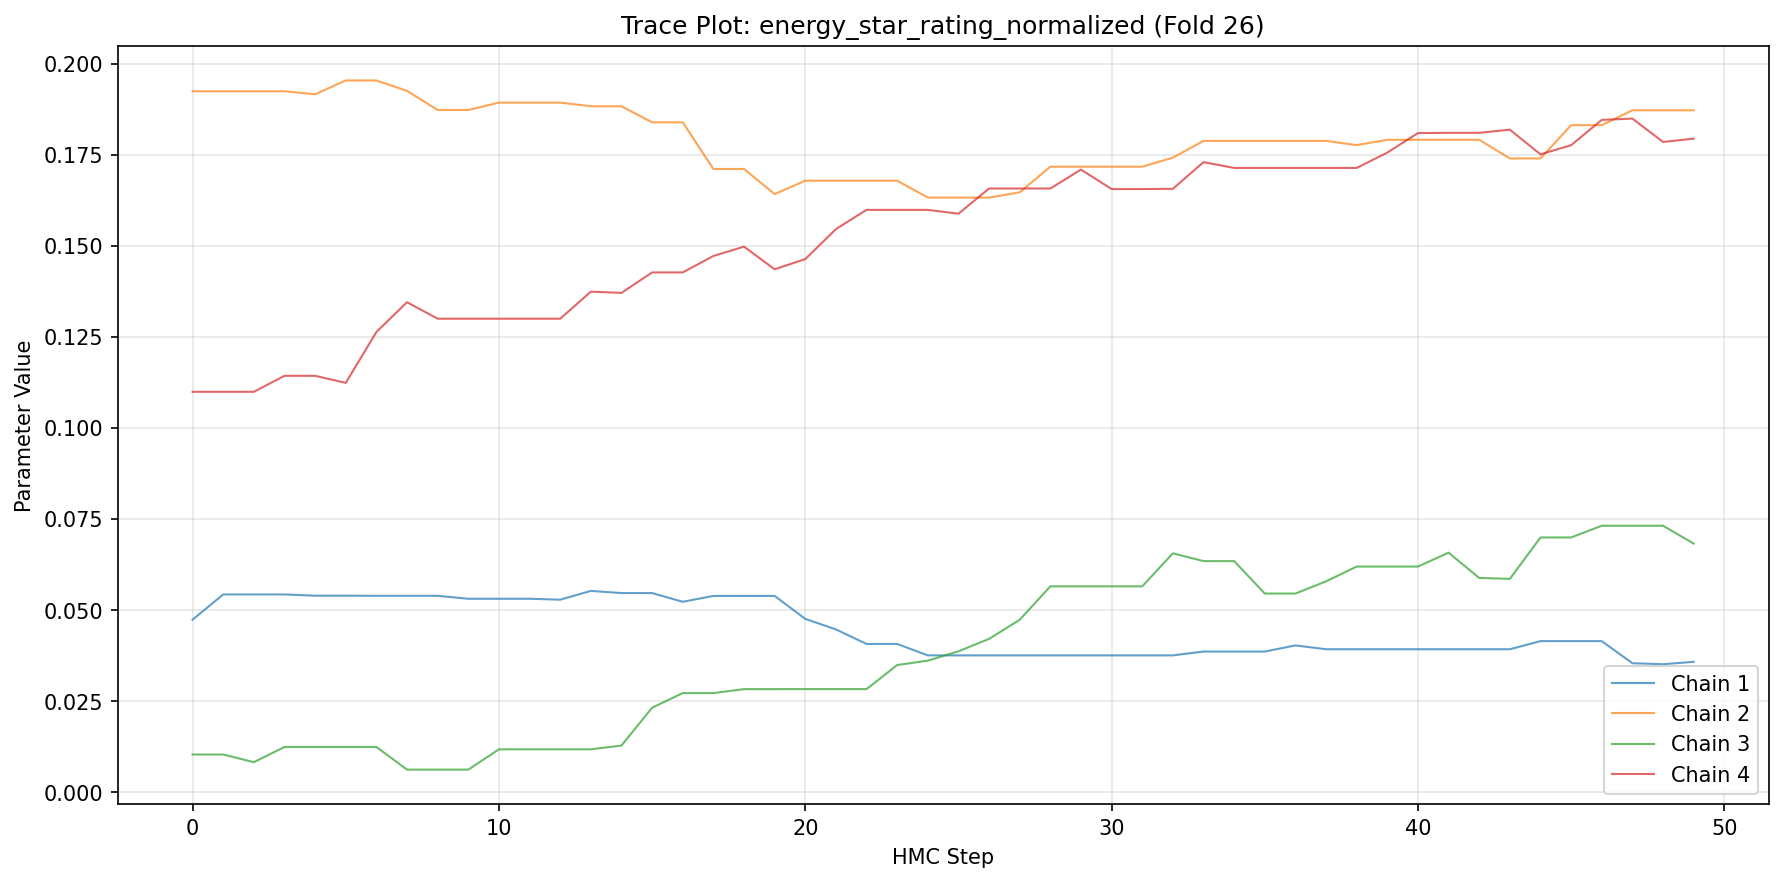 Trace Plot: energy_star_rating_normalized (Fold 26)
Parameter Value
0.200
0.175
0.150
0.125
0.100
0.075
0.050
0.025
0.000
Chain 1
Chain 2
Chain 3
Chain 4
0 10 20 30 40 50
HMC Step